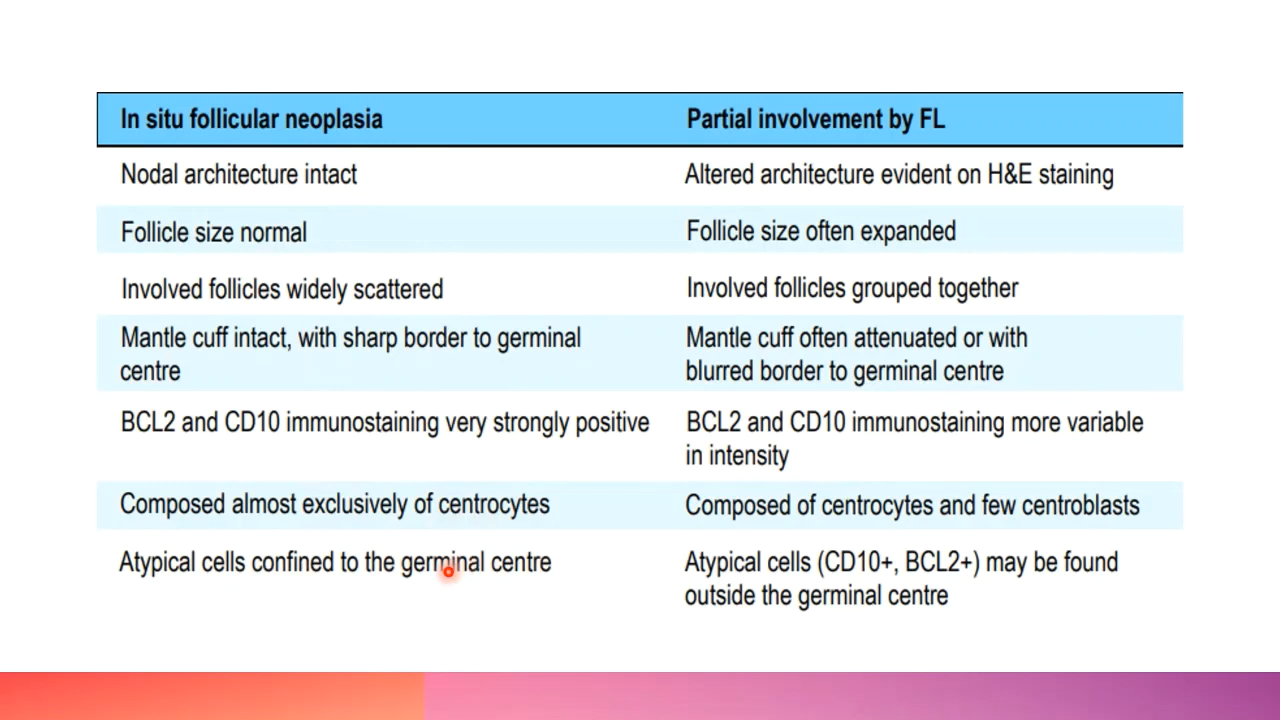 In situ follicular neoplasia
Partial involvement by FL
Nodal architecture intact
Altered architecture evident on H&E staining
Follicle size normal
Follicle size often expanded
Involved follicles widely scattered
Involved follicles grouped together
Mantle cuff intact, with sharp border to germinal
centre
Mantle cuff often attenuated or with
blurred border to germinal centre
BCL2 and CD10 immunostaining very strongly positive
BCL2 and CD10 immunostaining more variable
in intensity
Composed almost exclusively of centrocytes
Composed of centrocytes and few centroblasts
Atypical cells confined to the germinal centre
Atypical cells (CD10+, BCL2+) may be found
outside the germinal centre